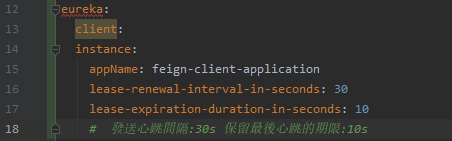 12 eureka:
13 client:
14 instance:
15 appName: feign-client-application
16 lease-renewal-interval-in-seconds: 30
17 lease-expiration-duration-in-seconds: 10
18 # 發送心跳間隔:30s 保留最後心跳的期限:10s